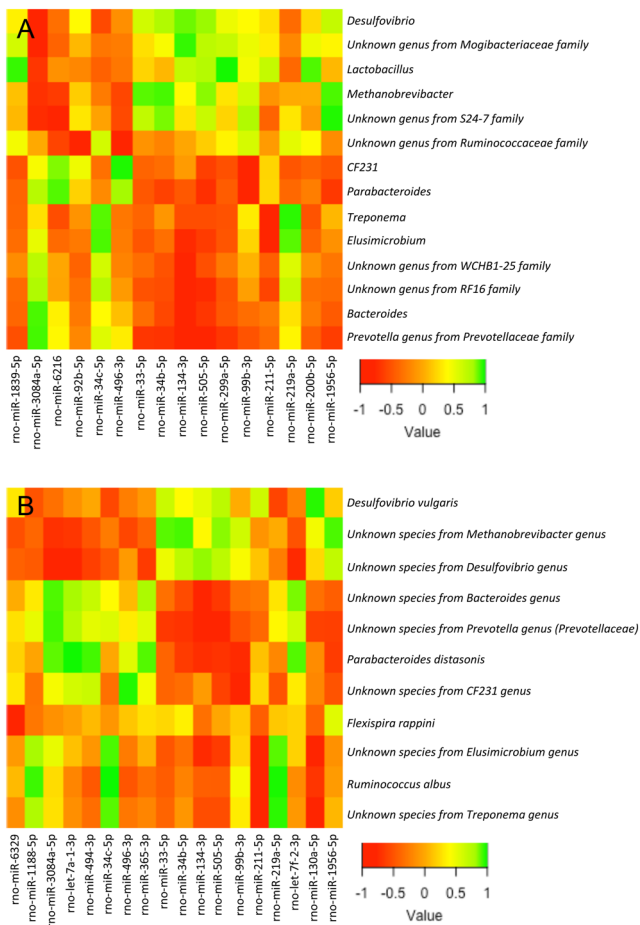 A
Desulfovibrio
Unknown genus from Mogibacteriaceae family
Lactobacillus
Methanobrevibacter
Unknown genus from S24-7 family
Unknown genus from Ruminococcaceae family
CF231
Parabacteroides
Treponema
Elusimicrobium
Unknown genus from WCHB1-25 family
Unknown genus from RF16 family
Bacteroides
Prevotella genus from Prevotellaceae family
rno-miR-1839-5p
rno-miR-3084a-5p
rno-miR-6216
rno-miR-92b-5p
rno-miR-34c-5p
rno-miR-496-3p
rno-miR-33-5p
rno-miR-34b-5p
rno-miR-134-3p
rno-miR-505-5p
rno-miR-299a-5p
rno-miR-99b-3p
rno-miR-211-5p
rno-miR-219a-5p
rno-miR-200b-5p
rno-miR-1956-5p
-1 -0.5 0 0.5 1
Value
B
Desulfovibrio vulgaris
Unknown species from Methanobrevibacter genus
Unknown species from Desulfovibrio genus
Unknown species from Bacteroides genus
Unknown species from Prevotella genus (Prevotellaceae)
Parabacteroides distasonis
Unknown species from CF231 genus
Flexispira rappini
Unknown species from Elusimicrobium genus
Ruminococcus albus
Unknown species from Treponema genus
rno-miR-6329
rno-miR-1188-5p
rno-miR-3084a-5p
rno-let-7a-1-3p
rno-miR-494-3p
rno-miR-34c-5p
rno-miR-496-3p
rno-miR-365-3p
rno-miR-33-5p
rno-miR-34b-5p
rno-miR-134-3p
rno-miR-505-5p
rno-miR-99b-3p
rno-miR-211-5p
rno-miR-219a-5p
rno-let-7f-2-3p
rno-miR-130a-5p
rno-miR-1956-5p
-1 -0.5 0 0.5 1
Value